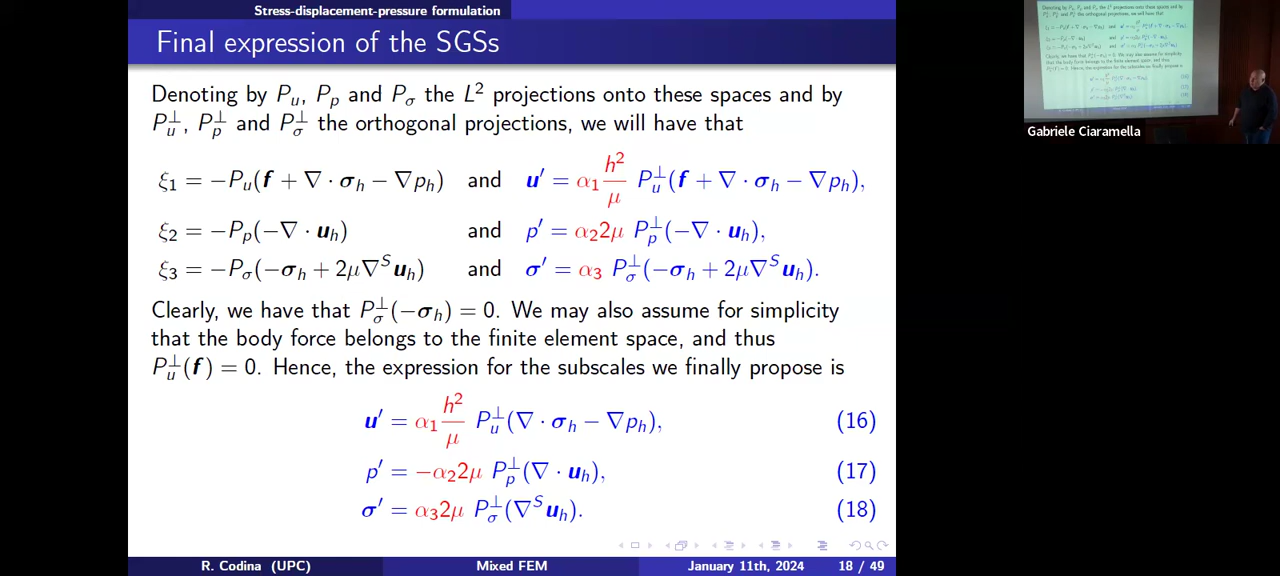 Stress-displacement-pressure formulation
Final expression of the SGSs
Denoting by P_u, P_p and P_σ the L² projections onto these spaces and by
P_u^⊥, P_p^⊥ and P_σ^⊥ the orthogonal projections, we will have that
ξ₁ = −P_u(f + ∇ · σ_h − ∇p_h) and u′ = α₁ h²/μ P_u^⊥(f + ∇ · σ_h − ∇p_h),
ξ₂ = −P_p(−∇ · u_h) and p′ = α₂2μ P_p^⊥(−∇ · u_h),
ξ₃ = −P_σ(−σ_h + 2μ∇^S u_h) and σ′ = α₃ P_σ^⊥(−σ_h + 2μ∇^S u_h).
Clearly, we have that P_σ^⊥(−σ_h) = 0. We may also assume for simplicity
that the body force belongs to the finite element space, and thus
P_u^⊥(f) = 0. Hence, the expression for the subscales we finally propose is
u′ = α₁ h²/μ P_u^⊥(∇ · σ_h − ∇p_h), (16)
p′ = −α₂2μ P_p^⊥(∇ · u_h), (17)
σ′ = α₃2μ P_σ^⊥(∇^S u_h). (18)
R. Codina (UPC) Mixed FEM January 11th, 2024 18 / 49
Gabriele Ciaramella